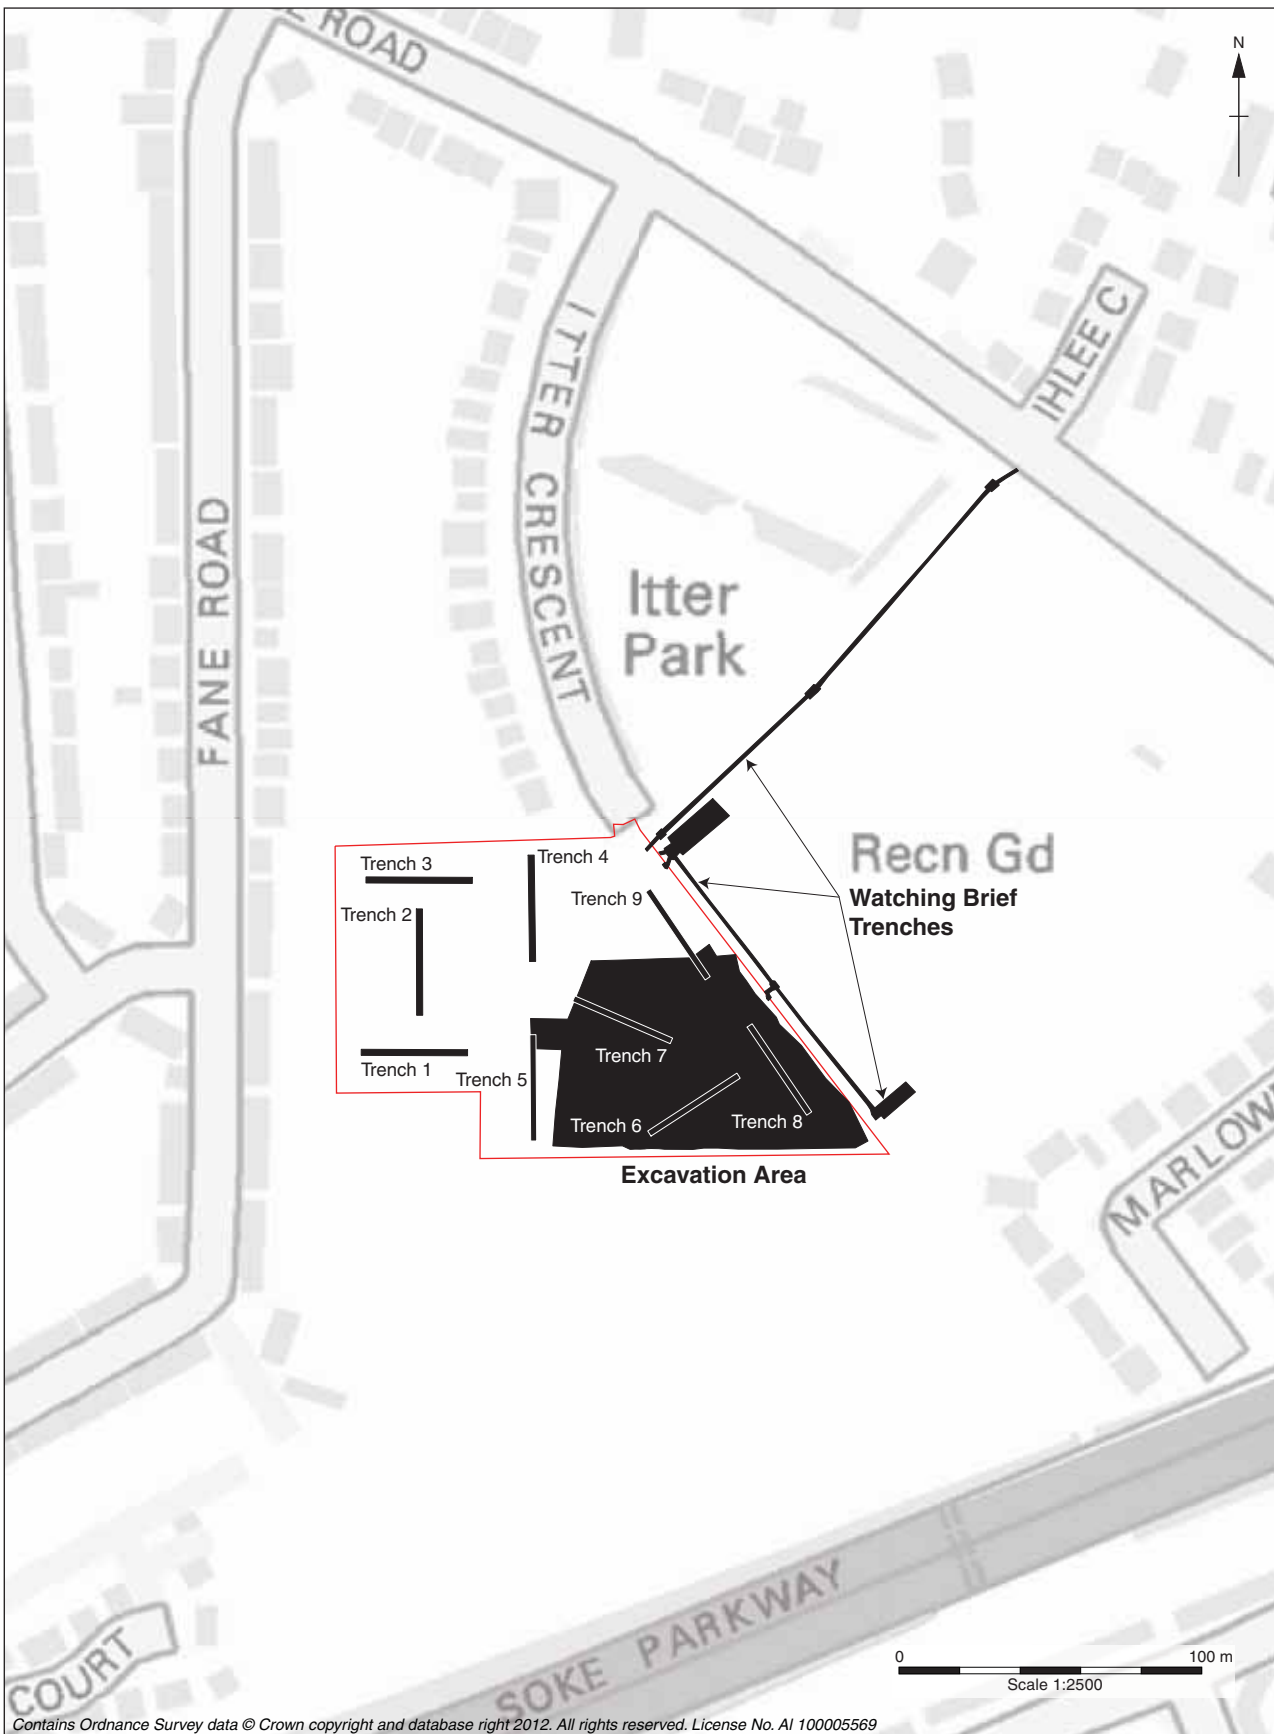 E ROAD
N
ITTER CRESCENT
IHLEE C
FANE ROAD
Itter
Park
Recn Gd
Watching Brief
Trenches
Trench 3
Trench 4
Trench 9
Trench 2
Trench 7
Trench 1
Trench 5
Trench 6
Trench 8
Excavation Area
MARLOW
SOKE PARKWAY
COURT
0 100 m
Scale 1:2500
Contains Ordnance Survey data © Crown copyright and database right 2012. All rights reserved. License No. Al 100005569